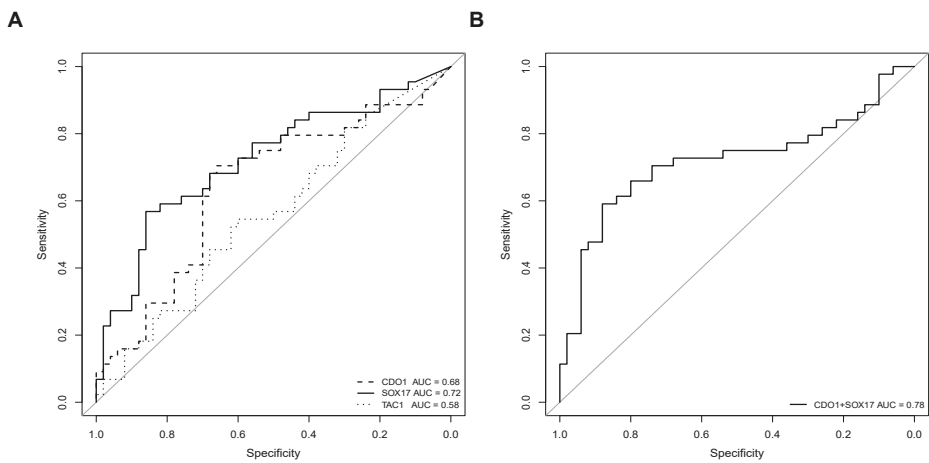 A
B
1.0
0.8
0.6
0.4
0.2
0.0
Sensitivity
CDO1 AUC = 0.68
SOX17 AUC = 0.72
TAC1 AUC = 0.58
1.0 0.8 0.6 0.4 0.2 0.0
Specificity
1.0
0.8
0.6
0.4
0.2
0.0
Sensitivity
CDO1+SOX17 AUC = 0.78
1.0 0.8 0.6 0.4 0.2 0.0
Specificity